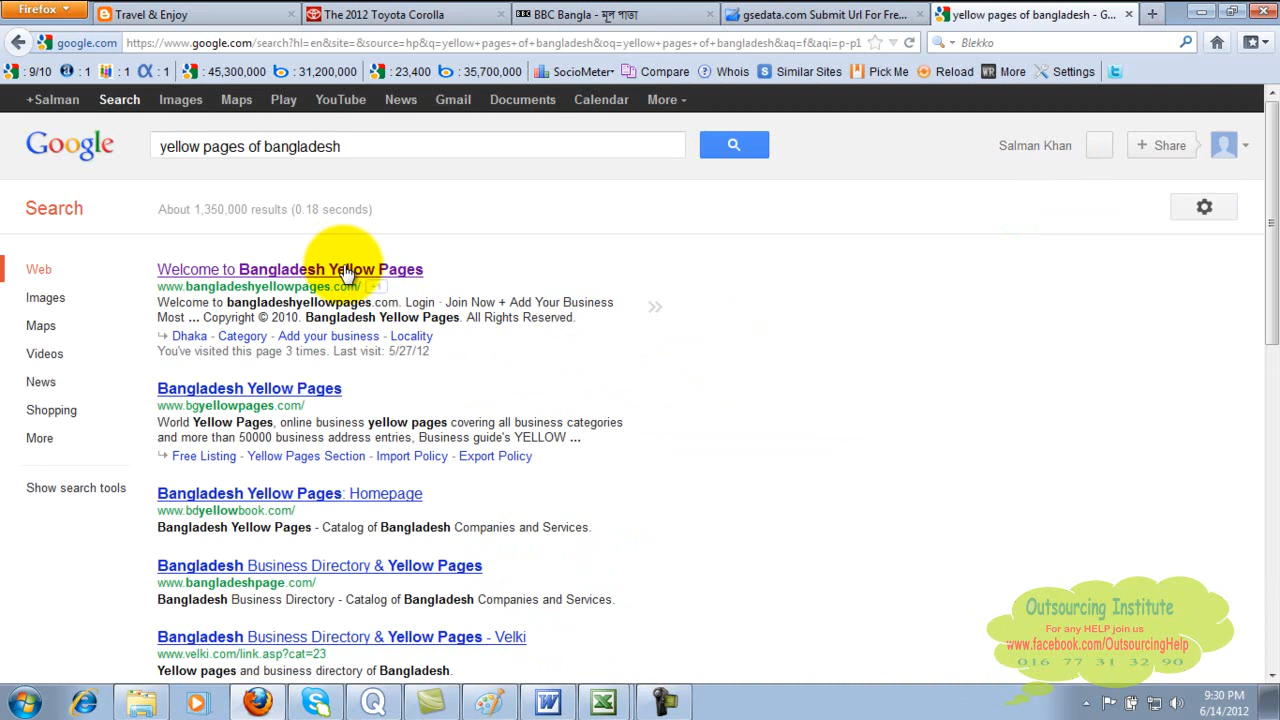 Firefox
Travel & Enjoy
The 2012 Toyota Corolla
BBC Bangla - মূল পাতা
gsedata.com Submit Url For Fre...
yellow pages of bangladesh - G...
google.com
https://www.google.com/search?hl=en&site=&source=hp&q=yellow+pages+of+bangladesh&oq=yellow+pages+of+bangladesh&aq=f&aqi=p-p1
Blekko
: 9/10 : 1 : 1 : 1 : 45,300,000 : 31,200,000 : 23,400 : 35,700,000 SocioMeter Compare Whois Similar Sites Pick Me Reload WR More Settings
+Salman Search Images Maps Play YouTube News Gmail Documents Calendar More
Google
yellow pages of bangladesh
Salman Khan
+ Share
Search
About 1,350,000 results (0.18 seconds)
Web
Images
Maps
Videos
News
Shopping
More
Show search tools
Welcome to Bangladesh Yellow Pages
www.bangladeshyellowpages.com/ +1
Welcome to bangladeshyellowpages.com. Login · Join Now + Add Your Business
Most ... Copyright © 2010. Bangladesh Yellow Pages. All Rights Reserved.
Dhaka - Category - Add your business - Locality
You've visited this page 3 times. Last visit: 5/27/12
Bangladesh Yellow Pages
www.bgyellowpages.com/
World Yellow Pages, online business yellow pages covering all business categories
and more than 50000 business address entries, Business guide's YELLOW ...
Free Listing - Yellow Pages Section - Import Policy - Export Policy
Bangladesh Yellow Pages: Homepage
www.bdyellowbook.com/
Bangladesh Yellow Pages - Catalog of Bangladesh Companies and Services.
Bangladesh Business Directory & Yellow Pages
www.bangladeshpage.com/
Bangladesh Business Directory - Catalog of Bangladesh Companies and Services.
Bangladesh Business Directory & Yellow Pages - Velki
www.velki.com/link.asp?cat=23
Yellow pages and business directory of Bangladesh.
Outsourcing Institute
For any HELP join us
www.facebook.com/OutsourcingHelp
016 77 31 32 90
9:30 PM
6/14/2012